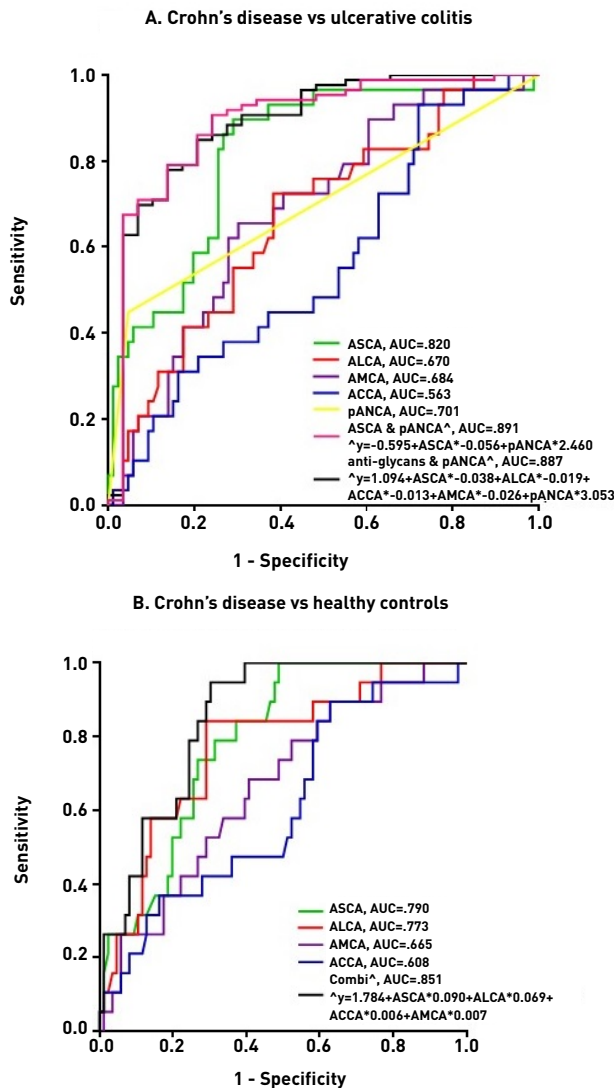 A. Crohn's disease vs ulcerative colitis
1.0
0.8
0.6
0.4
0.2
0.0
Sensitivity
ASCA, AUC=.820
ALCA, AUC=.670
AMCA, AUC=.684
ACCA, AUC=.563
pANCA, AUC=.701
ASCA & pANCA^, AUC=.891
^y=-0.595+ASCA*-0.056+pANCA*2.460
anti-glycans & pANCA^, AUC=.887
^y=1.094+ASCA*-0.038+ALCA*-0.019+
ACCA*-0.013+AMCA*-0.026+pANCA*3.053
0.0 0.2 0.4 0.6 0.8 1.0
1 - Specificity
B. Crohn's disease vs healthy controls
1.0
0.8
0.6
0.4
0.2
0.0
Sensitivity
ASCA, AUC=.790
ALCA, AUC=.773
AMCA, AUC=.665
ACCA, AUC=.608
Combi^, AUC=.851
^y=1.784+ASCA*0.090+ALCA*0.069+
ACCA*0.006+AMCA*0.007
0.0 0.2 0.4 0.6 0.8 1.0
1 - Specificity